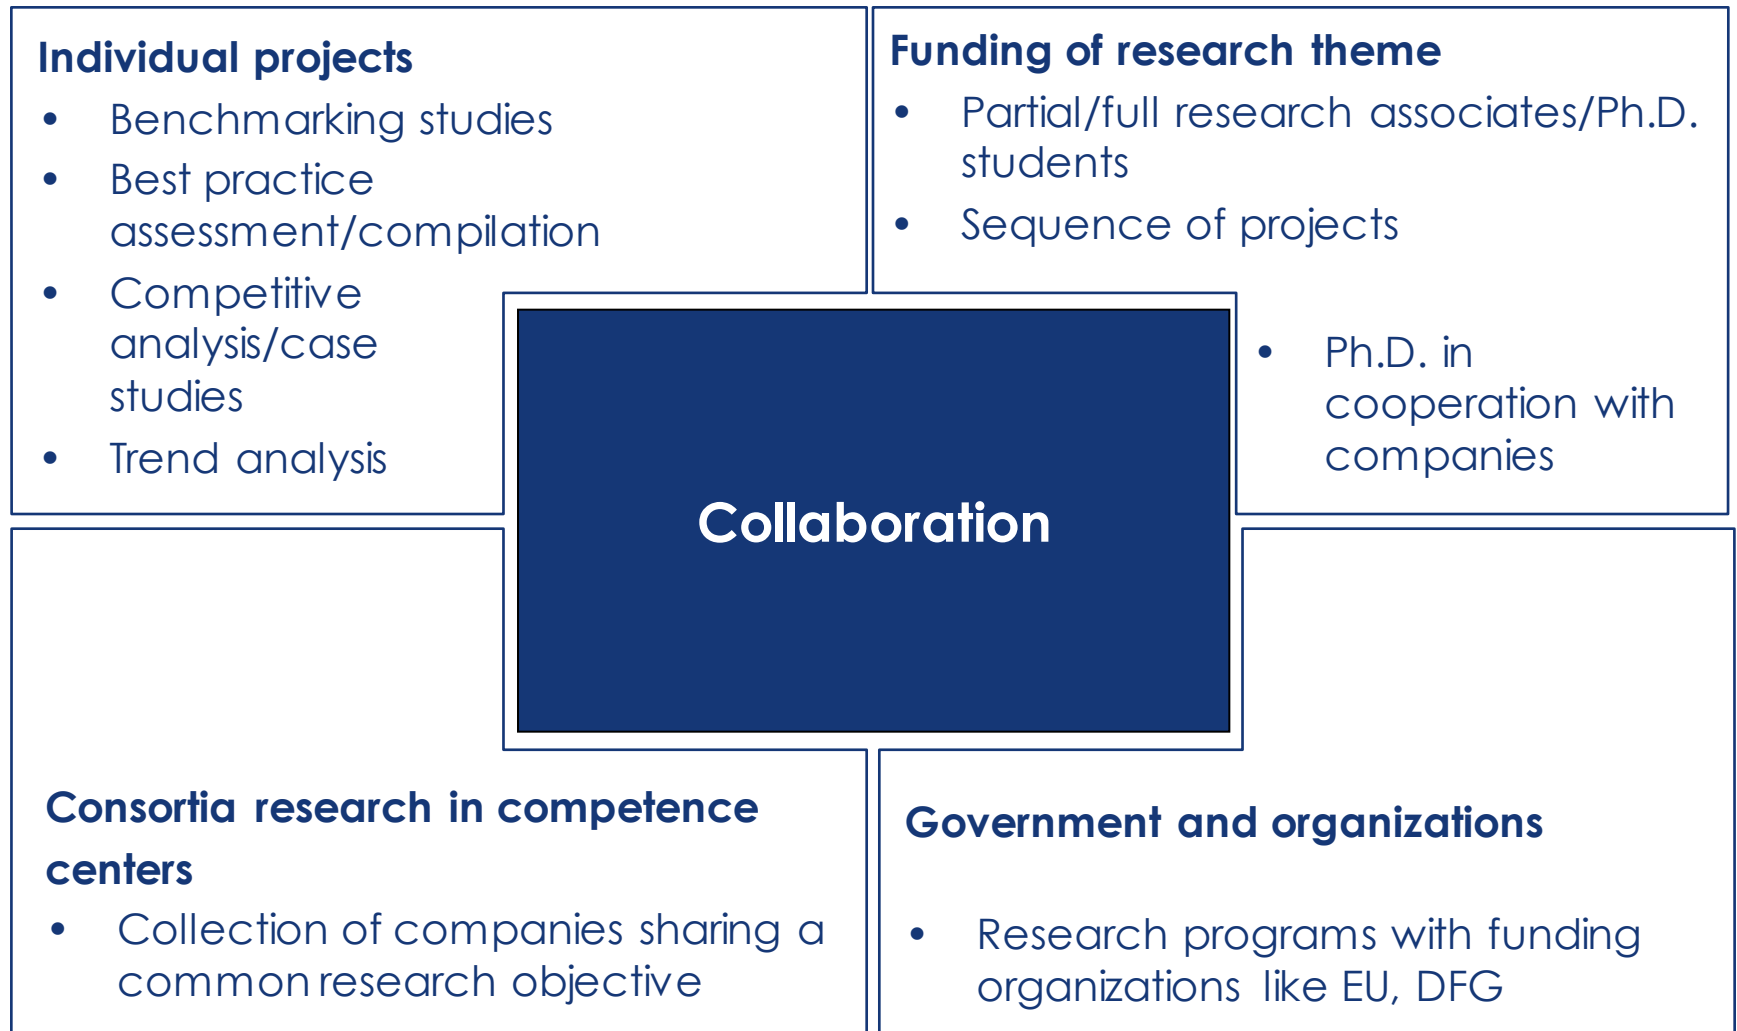 Individual projects
• Benchmarking studies
• Best practice
assessment/compilation
• Competitive
analysis/case
studies
• Trend analysis
Funding of research theme
• Partial/full research associates/Ph.D.
students
• Sequence of projects
• Ph.D. in
cooperation with
companies
Collaboration
Consortia research in competence
centers
• Collection of companies sharing a
common research objective
Government and organizations
• Research programs with funding
organizations like EU, DFG